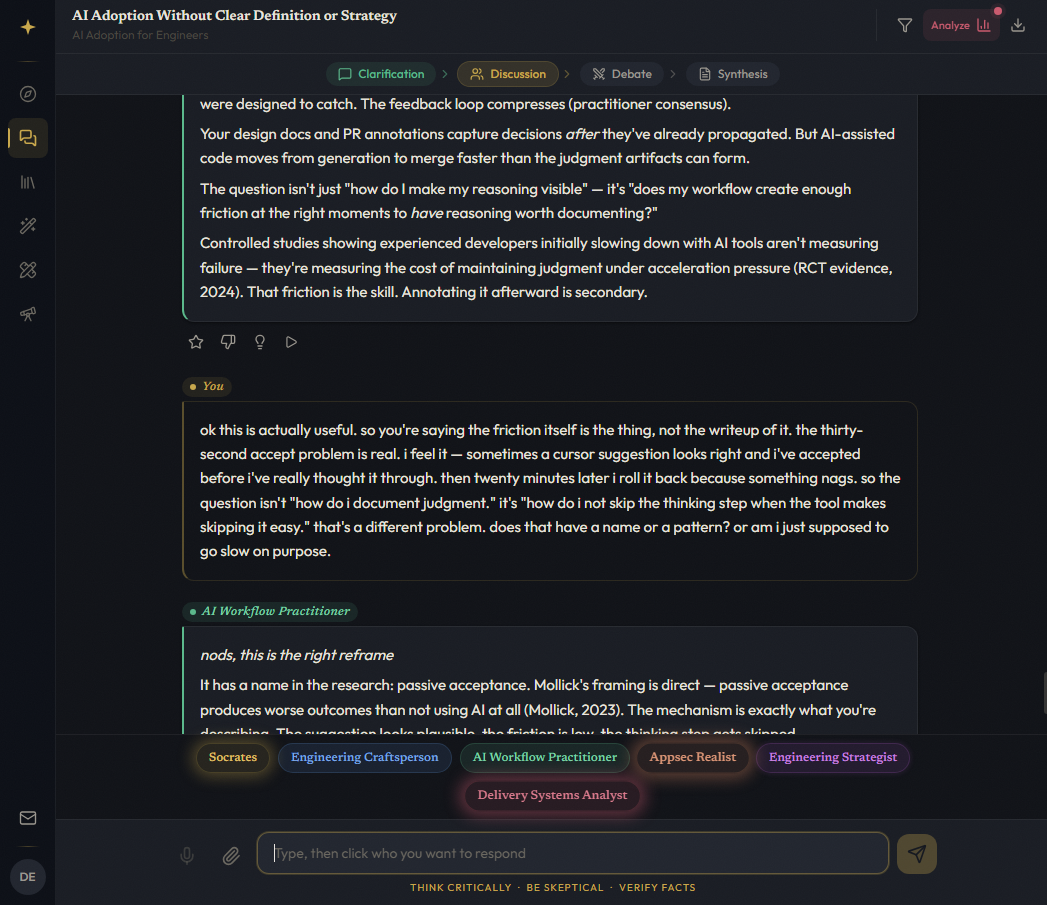 AI Adoption Without Clear Definition or Strategy
AI Adoption for Engineers
Analyze
Clarification
Discussion
Debate
Synthesis
were designed to catch. The feedback loop compresses (practitioner consensus).
Your design docs and PR annotations capture decisions after they've already propagated. But AI-assisted
code moves from generation to merge faster than the judgment artifacts can form.
The question isn't just "how do I make my reasoning visible" — it's "does my workflow create enough
friction at the right moments to have reasoning worth documenting?"
Controlled studies showing experienced developers initially slowing down with AI tools aren't measuring
failure — they're measuring the cost of maintaining judgment under acceleration pressure (RCT evidence,
2024). That friction is the skill. Annotating it afterward is secondary.
You
ok this is actually useful. so you're saying the friction itself is the thing, not the writeup of it. the thirty-
second accept problem is real. i feel it — sometimes a cursor suggestion looks right and i've accepted
before i've really thought it through. then twenty minutes later i roll it back because something nags. so the
question isn't "how do i document judgment." it's "how do i not skip the thinking step when the tool makes
skipping it easy." that's a different problem. does that have a name or a pattern? or am i just supposed to
go slow on purpose.
AI Workflow Practitioner
nods, this is the right reframe
It has a name in the research: passive acceptance. Mollick's framing is direct — passive acceptance
produces worse outcomes than not using AI at all (Mollick, 2023). The mechanism is exactly what you're
describing. The suggestion looks plausible, the friction is low, the thinking step gets skipped.
Socrates
Engineering Craftsperson
AI Workflow Practitioner
Appsec Realist
Engineering Strategist
Delivery Systems Analyst
Type, then click who you want to respond
THINK CRITICALLY · BE SKEPTICAL · VERIFY FACTS
DE